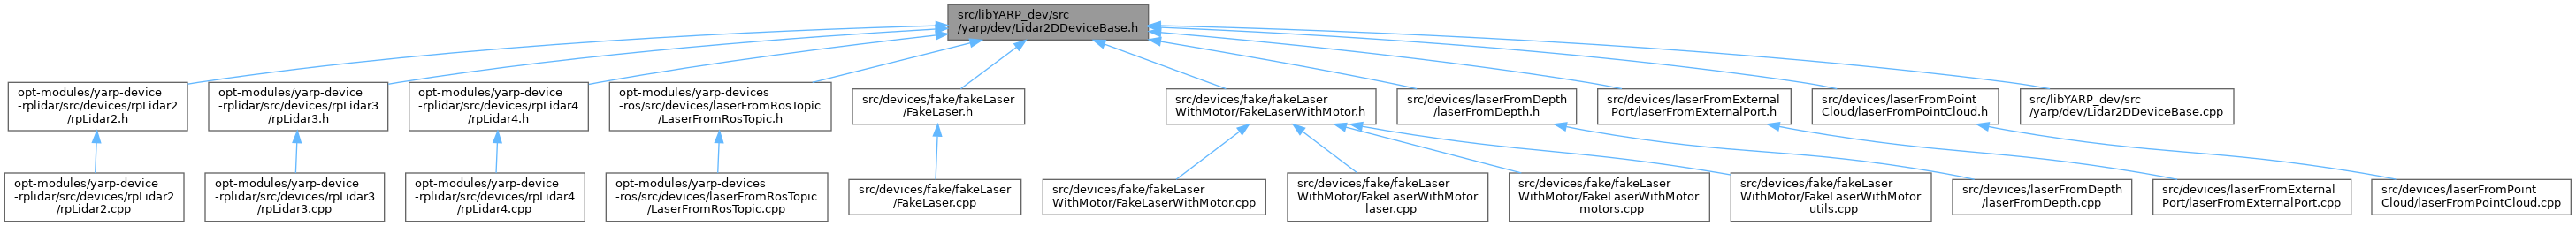 src/libYARP_dev/src
/yarp/dev/Lidar2DDeviceBase.h
opt-modules/yarp-device
-rplidar/src/devices/rpLidar2
/rpLidar2.h
opt-modules/yarp-device
-rplidar/src/devices/rpLidar3
/rpLidar3.h
opt-modules/yarp-device
-rplidar/src/devices/rpLidar4
/rpLidar4.h
opt-modules/yarp-devices
-ros/src/devices/laserFromRosTopic
/LaserFromRosTopic.h
src/devices/fake/fakeLaser
/FakeLaser.h
src/devices/fake/fakeLaser
WithMotor/FakeLaserWithMotor.h
src/devices/laserFromDepth
/laserFromDepth.h
src/devices/laserFromExternal
Port/laserFromExternalPort.h
src/devices/laserFromPoint
Cloud/laserFromPointCloud.h
src/libYARP_dev/src
/yarp/dev/Lidar2DDeviceBase.cpp
opt-modules/yarp-device
-rplidar/src/devices/rpLidar2
/rpLidar2.cpp
opt-modules/yarp-device
-rplidar/src/devices/rpLidar3
/rpLidar3.cpp
opt-modules/yarp-device
-rplidar/src/devices/rpLidar4
/rpLidar4.cpp
opt-modules/yarp-devices
-ros/src/devices/laserFromRosTopic
/LaserFromRosTopic.cpp
src/devices/fake/fakeLaser
/FakeLaser.cpp
src/devices/fake/fakeLaser
WithMotor/FakeLaserWithMotor.cpp
src/devices/fake/fakeLaser
WithMotor/FakeLaserWithMotor
_laser.cpp
src/devices/fake/fakeLaser
WithMotor/FakeLaserWithMotor
_motors.cpp
src/devices/fake/fakeLaser
WithMotor/FakeLaserWithMotor
_utils.cpp
src/devices/laserFromDepth
/laserFromDepth.cpp
src/devices/laserFromExternal
Port/laserFromExternalPort.cpp
src/devices/laserFromPoint
Cloud/laserFromPointCloud.cpp